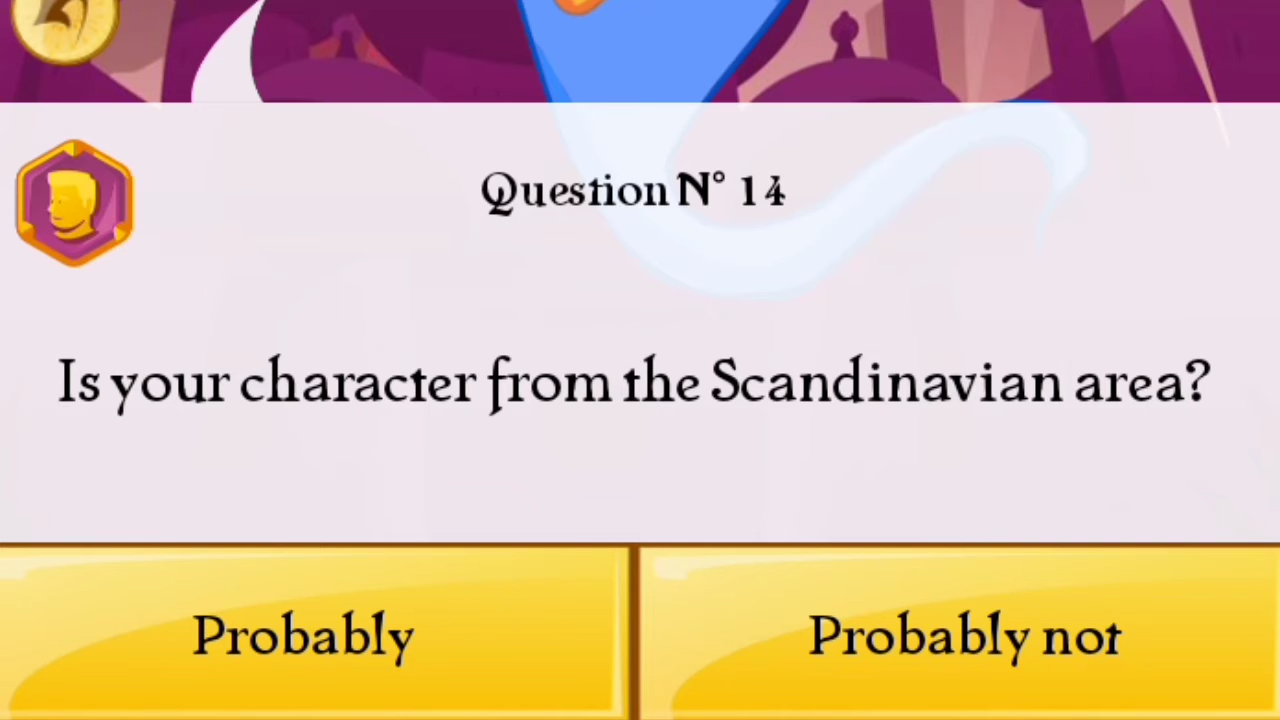 Question N° 14
Is your character from the Scandinavian area?
Probably
Probably not